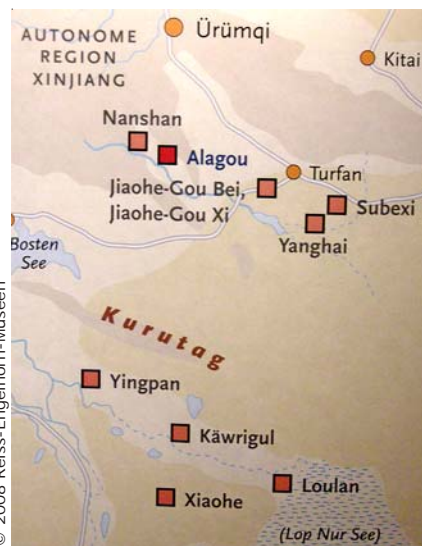 AUTONOME
REGION
XINJIANG
Ürümqi
Kitai
Nanshan
Alagou
Jiaohe-Gou Bei,
Jiaohe-Gou Xi
Turfan
Subexi
Yanghai
Bosten
See
Kurutag
Yingpan
Käwrigul
Xiaohe
Loulan
(Lop Nur See)
© 2008 Reiss-Engelhorn-Museen